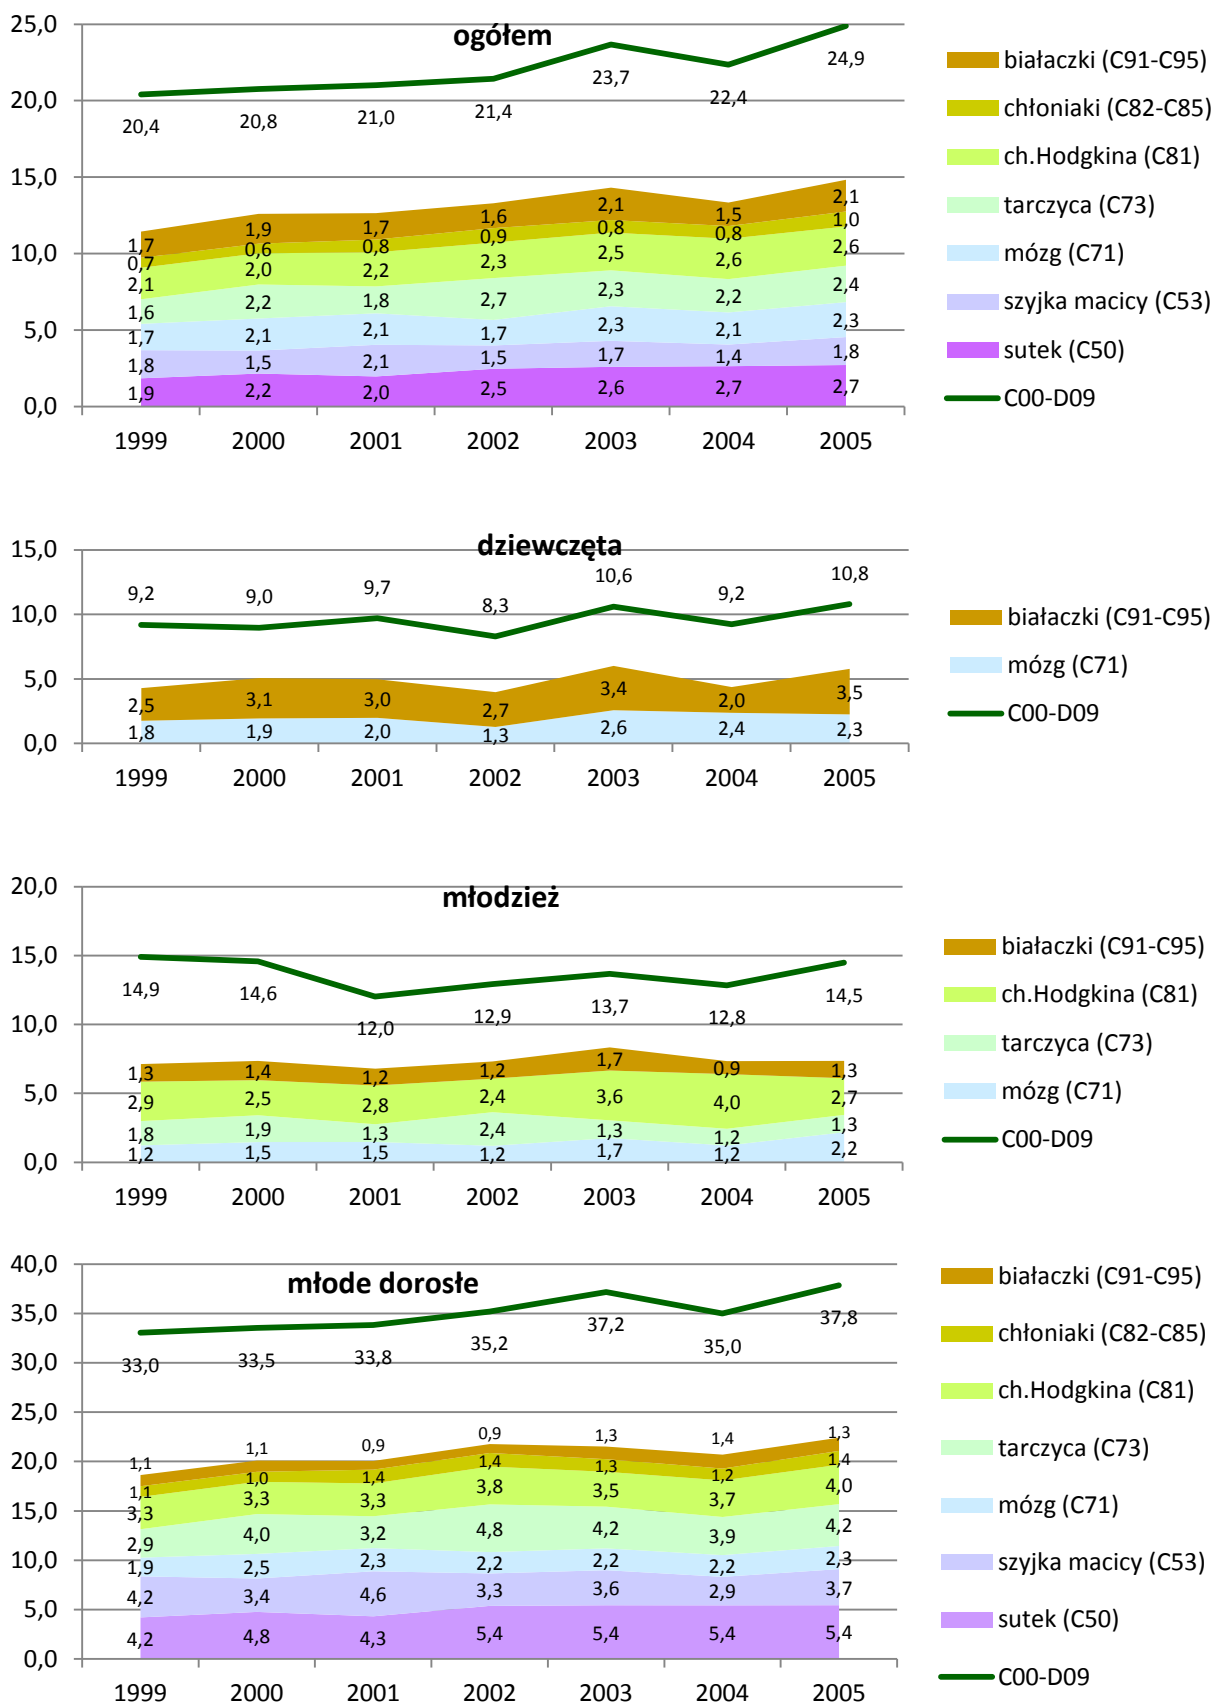 ogółem
25,0
20,0
15,0
10,0
5,0
0,0
20,4 20,8 21,0 21,4 23,7 22,4 24,9
1,7 1,9 1,7 1,6 2,1 1,5 2,1
0,7 0,6 0,8 0,9 0,8 0,8 1,0
2,1 2,0 2,2 2,3 2,5 2,6 2,6
1,6 2,2 1,8 2,7 2,3 2,2 2,4
1,7 2,1 2,1 1,7 2,3 2,1 2,3
1,8 1,5 2,1 1,5 1,7 1,4 1,8
1,9 2,2 2,0 2,5 2,6 2,7 2,7
1999 2000 2001 2002 2003 2004 2005
białaczki (C91-C95)
chłoniaki (C82-C85)
ch.Hodgkina (C81)
tarczyca (C73)
mózg (C71)
szyjka macicy (C53)
sutek (C50)
C00-D09
dziewczęta
15,0
10,0
5,0
0,0
9,2 9,0 9,7 8,3 10,6 9,2 10,8
2,5 3,1 3,0 2,7 3,4 2,0 3,5
1,8 1,9 2,0 1,3 2,6 2,4 2,3
1999 2000 2001 2002 2003 2004 2005
białaczki (C91-C95)
mózg (C71)
C00-D09
młodzież
20,0
15,0
10,0
5,0
0,0
14,9 14,6 12,0 12,9 13,7 12,8 14,5
1,3 1,4 1,2 1,2 1,7 0,9 1,3
2,9 2,5 2,8 2,4 3,6 4,0 2,7
1,8 1,9 1,3 2,4 1,3 1,2 1,3
1,2 1,5 1,5 1,2 1,7 1,2 2,2
1999 2000 2001 2002 2003 2004 2005
białaczki (C91-C95)
ch.Hodgkina (C81)
tarczyca (C73)
mózg (C71)
C00-D09
młode dorosłe
40,0
35,0
30,0
25,0
20,0
15,0
10,0
5,0
0,0
33,0 33,5 33,8 35,2 37,2 35,0 37,8
1,1 1,1 0,9 0,9 1,3 1,4 1,3
1,1 1,0 1,4 1,4 1,3 1,2 1,4
3,3 3,3 3,3 3,8 3,5 3,7 4,0
2,9 4,0 3,2 4,8 4,2 3,9 4,2
1,9 2,5 2,3 2,2 2,2 2,2 2,3
4,2 3,4 4,6 3,3 3,6 2,9 3,7
4,2 4,8 4,3 5,4 5,4 5,4 5,4
1999 2000 2001 2002 2003 2004 2005
białaczki (C91-C95)
chłoniaki (C82-C85)
ch.Hodgkina (C81)
tarczyca (C73)
mózg (C71)
szyjka macicy (C53)
sutek (C50)
C00-D09